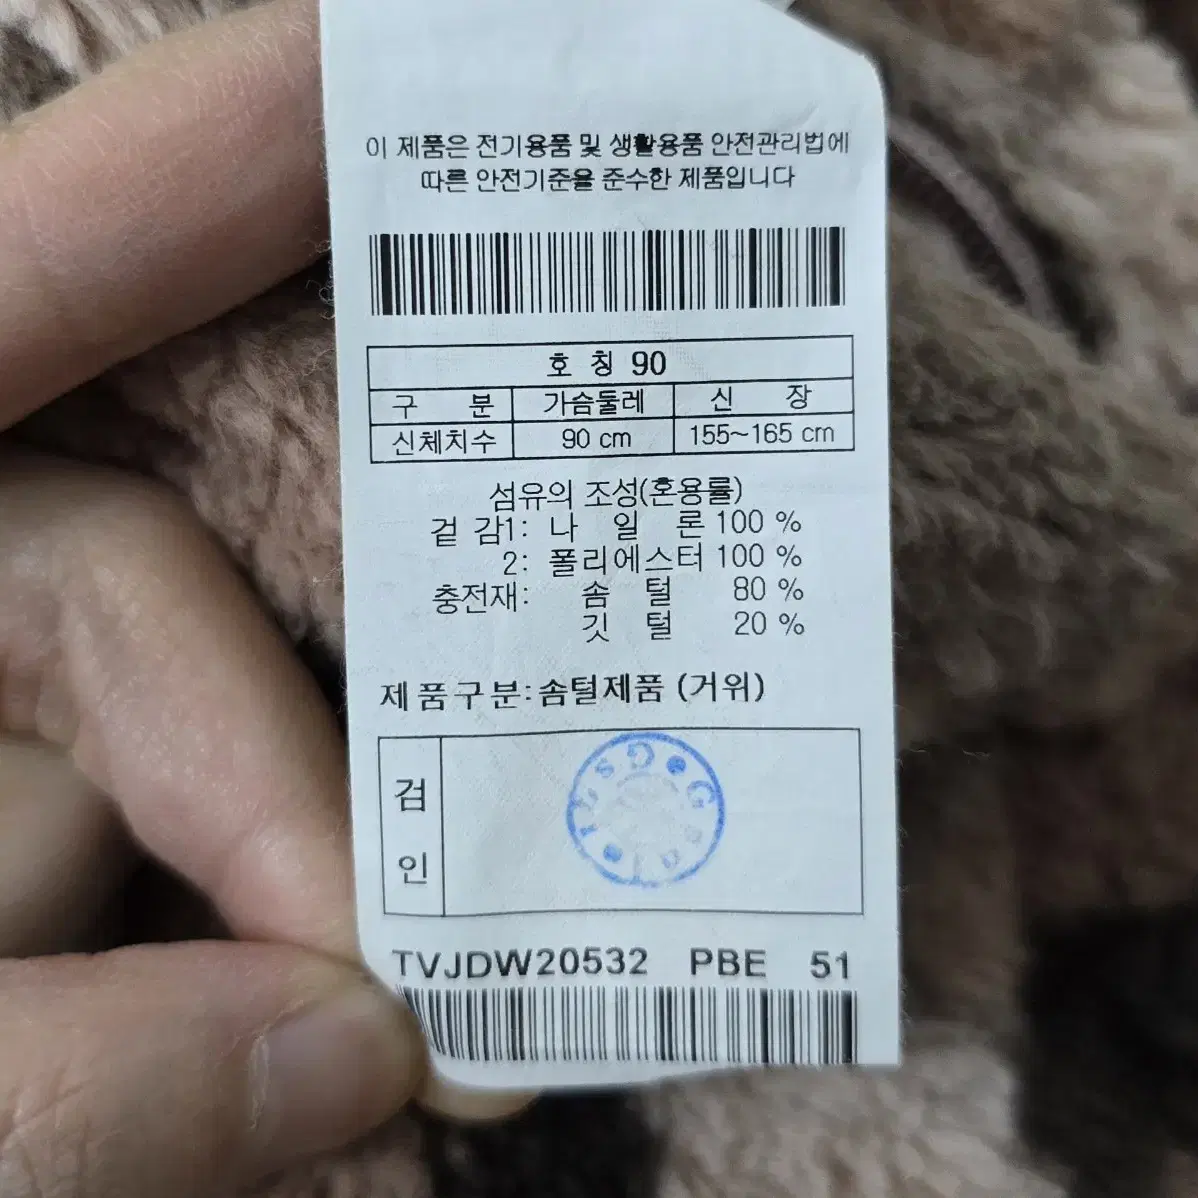 이 제품은 전기용품 및 생활용품 안전관리법에
따른 안전기준을 준수한 제품입니다
호 칭 90
구 분 가슴둘레 신 장
신체치수 90 cm 155~165 cm
섬유의 조성(혼용률)
겉 감1: 나 일 론 100 %
2: 폴리에스터 100 %
충전재: 솜 털 80 %
깃 털 20 %
제품구분:솜털제품 (거위)
검
인
TVJDW20532 PBE 51